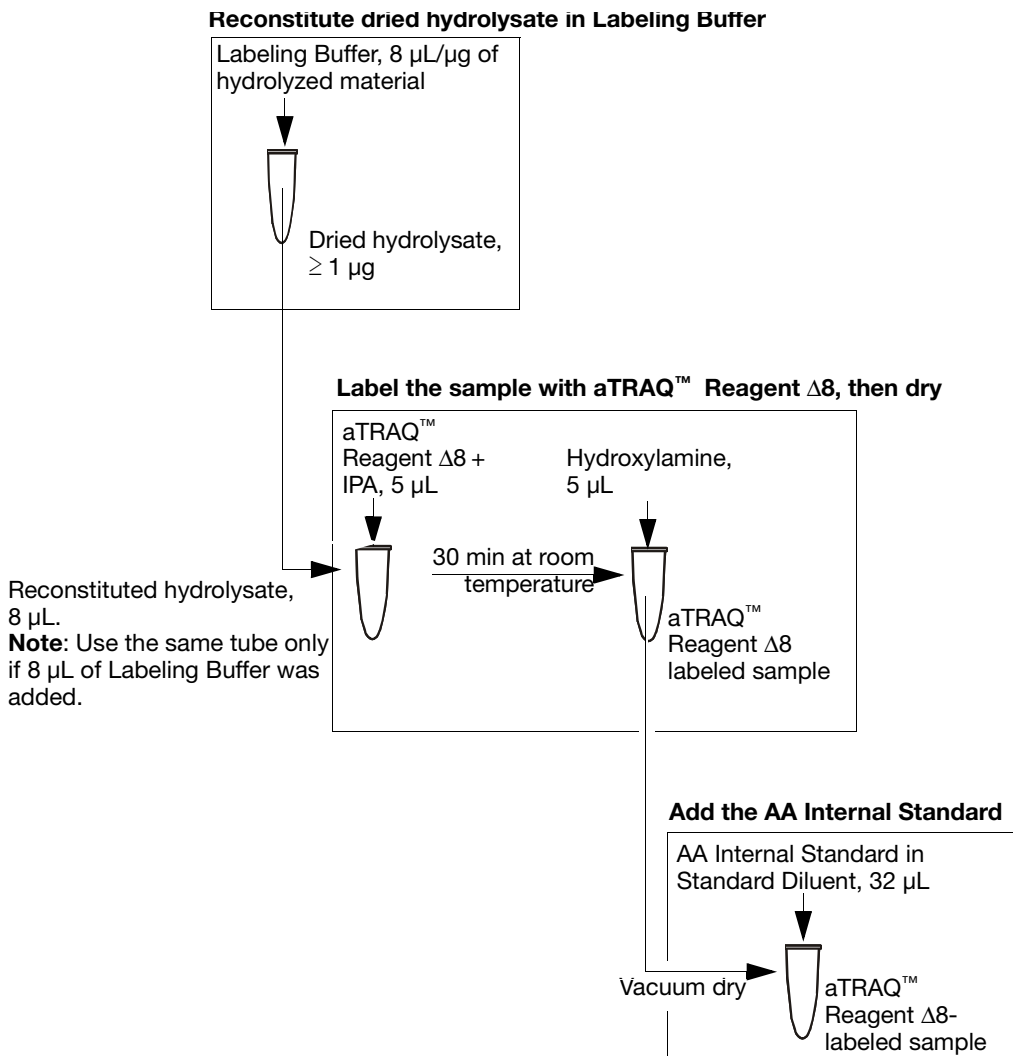 Reconstitute dried hydrolysate in Labeling Buffer
Labeling Buffer, 8 µL/µg of
hydrolyzed material
Dried hydrolysate,
≥ 1 µg
Label the sample with aTRAQ™ Reagent Δ8, then dry
aTRAQ™
Reagent Δ8 +
IPA, 5 µL
Hydroxylamine,
5 µL
30 min at room
temperature
Reconstituted hydrolysate,
8 µL.
Note: Use the same tube only
if 8 µL of Labeling Buffer was
added.
aTRAQ™
Reagent Δ8
labeled sample
Add the AA Internal Standard
AA Internal Standard in
Standard Diluent, 32 µL
Vacuum dry
aTRAQ™
Reagent Δ8-
labeled sample